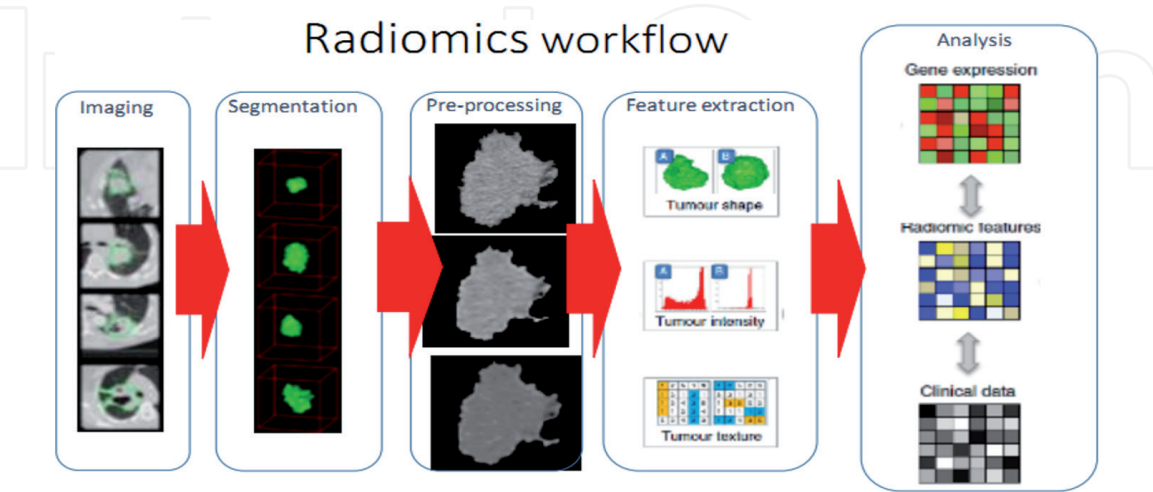 Radiomics workflow
Imaging
Segmentation
Pre-processing
Feature extraction
A
B
Tumour shape
A
B
Tumour intensity
Tumour texture
Analysis
Gene expression
Radiomic features
Clinical data